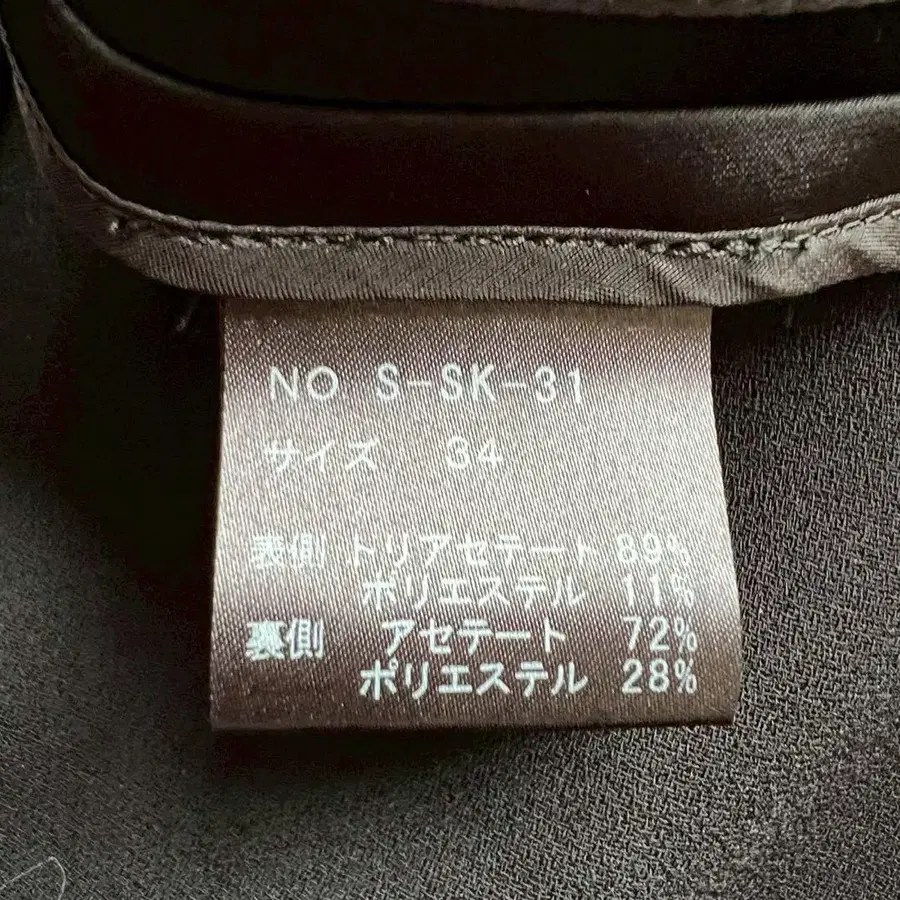 NO S-SK-31
サイズ 34
表側 トリアセテート 89%
ポリエステル 11%
裏側 アセテート 72%
ポリエステル 28%